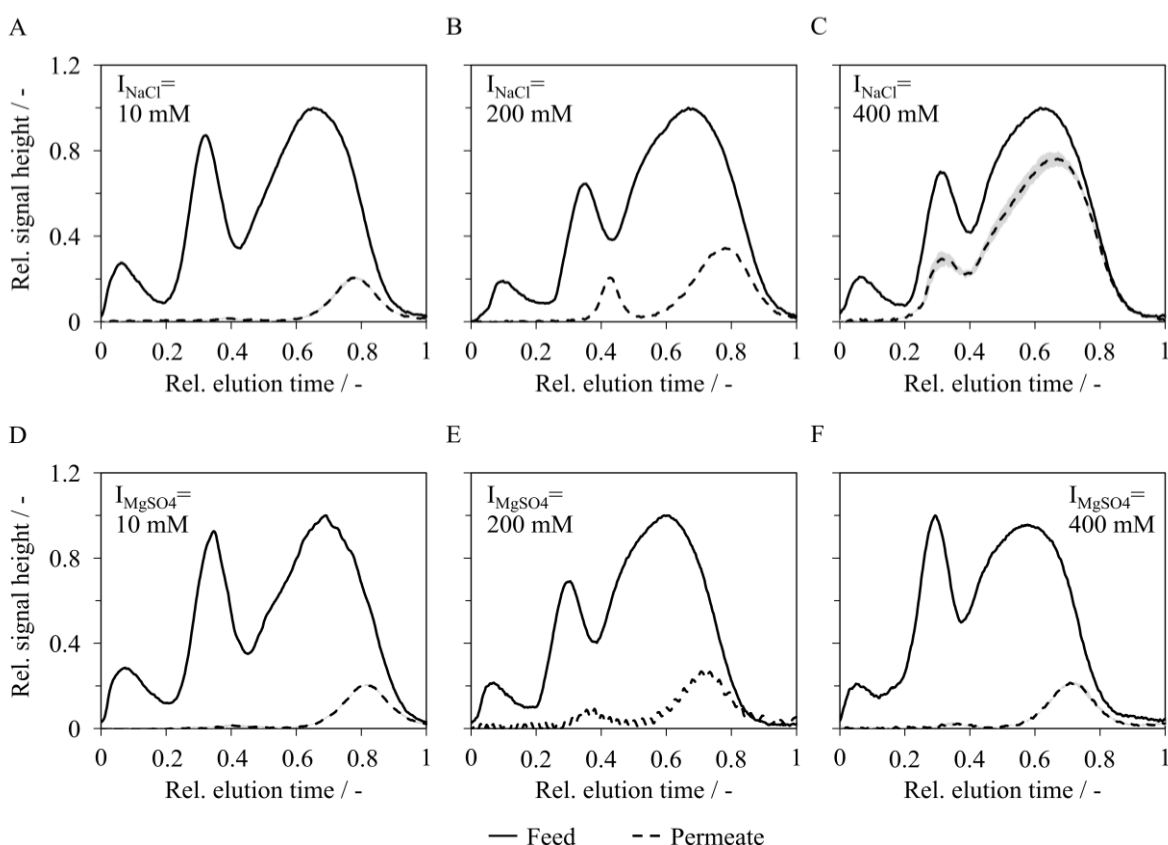 A
B
C
I_NaCl=
10 mM
I_NaCl=
200 mM
I_NaCl=
400 mM
Rel. signal height / -
1.2
0.8
0.4
0
0 0.2 0.4 0.6 0.8 1
0 0.2 0.4 0.6 0.8 1
0 0.2 0.4 0.6 0.8 1
Rel. elution time / -
Rel. elution time / -
Rel. elution time / -
D
E
F
I_MgSO4=
10 mM
I_MgSO4=
200 mM
I_MgSO4=
400 mM
Rel. signal height / -
1.2
0.8
0.4
0
0 0.2 0.4 0.6 0.8 1
0 0.2 0.4 0.6 0.8 1
0 0.2 0.4 0.6 0.8 1
Rel. elution time / -
Rel. elution time / -
Rel. elution time / -
Feed
Permeate